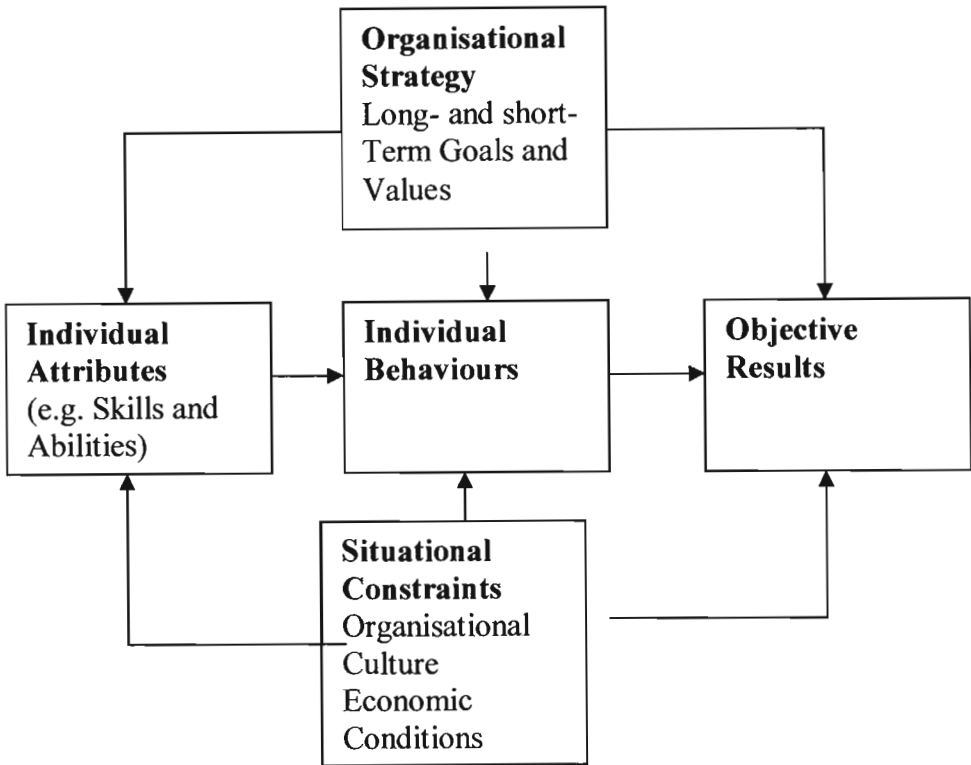 Organisational
Strategy
Long- and short-
Term Goals and
Values
Individual
Attributes
(e.g. Skills and
Abilities)
Individual
Behaviours
Objective
Results
Situational
Constraints
Organisational
Culture
Economic
Conditions